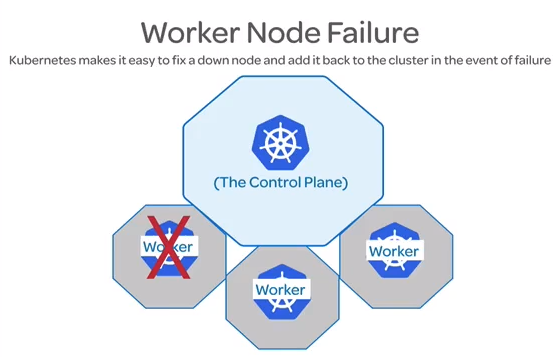 Worker Node Failure
Kubernetes makes it easy to fix a down node and add it back to the cluster in the event of failure
(The Control Plane)
Worker
Worker
Worker